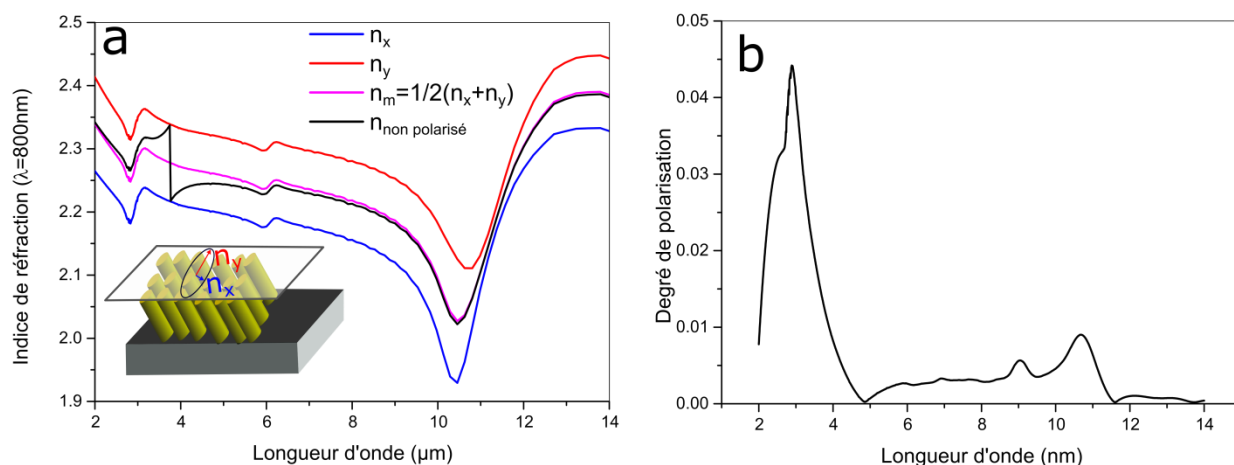 a
n_x
n_y
n_m=1/2(n_x+n_y)
n_non polarisé
Indice de réfraction (λ=800nm)
2.5
2.4
2.3
2.2
2.1
2.0
1.9
2 4 6 8 10 12 14
Longueur d'onde (µm)
n_y
n_x
b
Degré de polarisation
0.05
0.04
0.03
0.02
0.01
0.00
2 4 6 8 10 12 14
Longueur d'onde (nm)